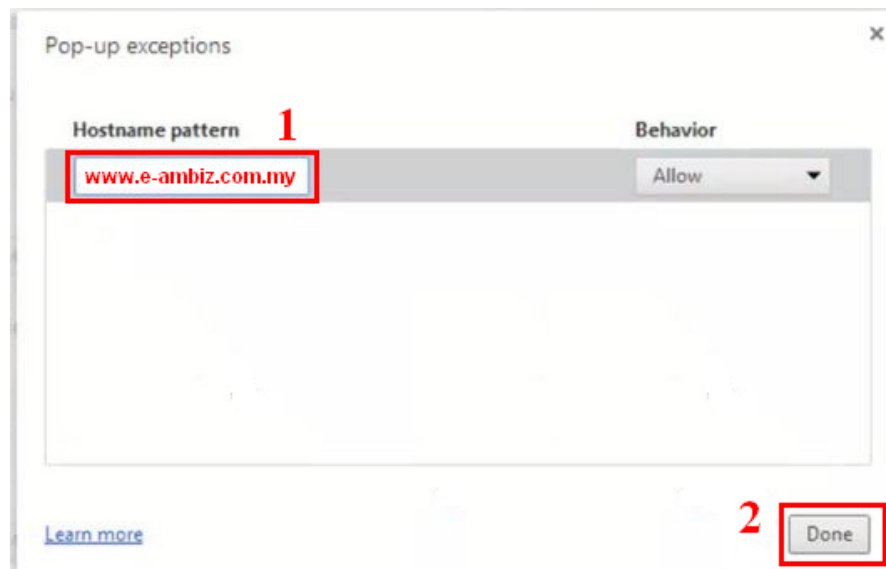 Pop-up exceptions
Hostname pattern 1 Behavior
www.e-ambiz.com.my Allow
Learn more 2 Done